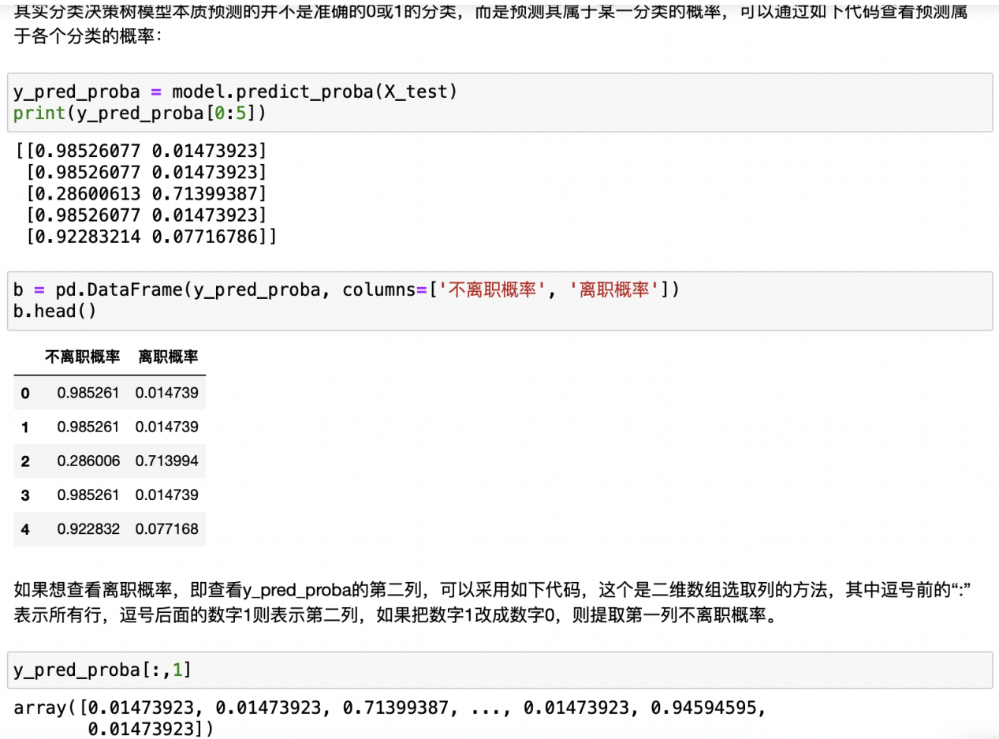 其实分类决策树模型本质预测的并不是准确的0或1的分类，而是预测其属于某一分类的概率，可以通过如下代码查看预测属
于各个分类的概率：
y_pred_proba = model.predict_proba(X_test)
print(y_pred_proba[0:5])
[[0.98526077 0.01473923]
 [0.98526077 0.01473923]
 [0.28600613 0.71399387]
 [0.98526077 0.01473923]
 [0.92283214 0.07716786]]
b = pd.DataFrame(y_pred_proba, columns=['不离职概率', '离职概率'])
b.head()
不离职概率 离职概率
0 0.985261 0.014739
1 0.985261 0.014739
2 0.286006 0.713994
3 0.985261 0.014739
4 0.922832 0.077168
如果想查看离职概率，即查看y_pred_proba的第二列，可以采用如下代码，这个是二维数组选取列的方法，其中逗号前的“:”
表示所有行，逗号后面的数字1则表示第二列，如果把数字1改成数字0，则提取第一列不离职概率。
y_pred_proba[:,1]
array([0.01473923, 0.01473923, 0.71399387, ..., 0.01473923, 0.94594595,
       0.01473923])